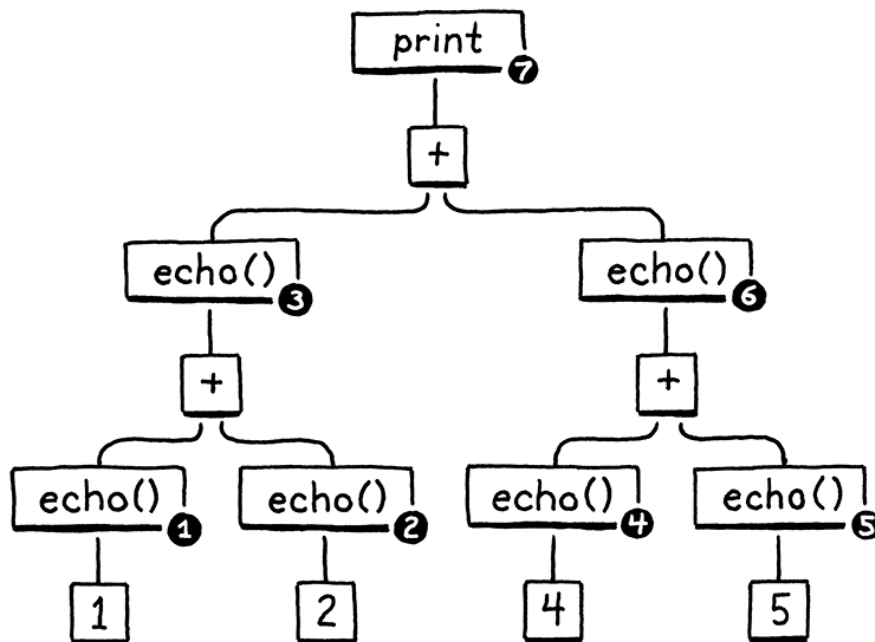 print
7
+
echo() echo()
3 6
+ +
echo() echo() echo() echo()
1 2 4 5
1 2 4 5